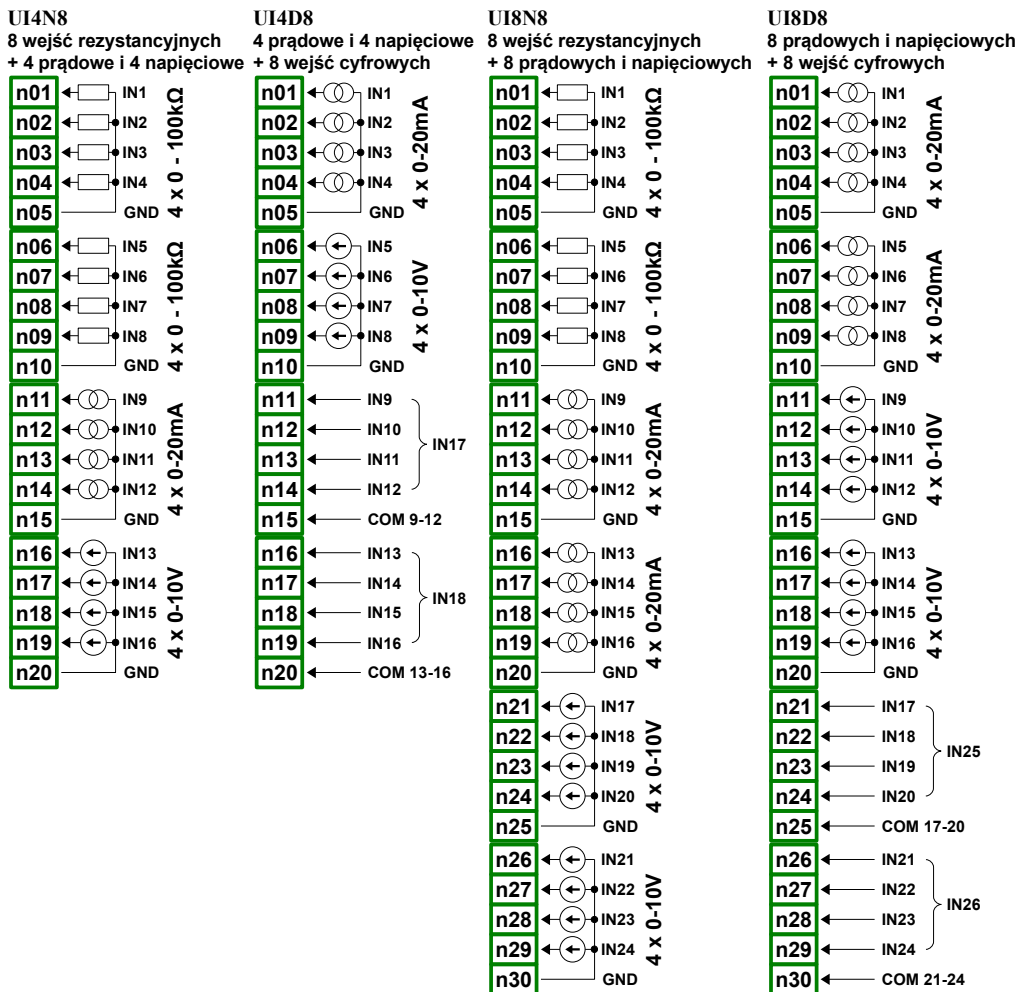 UI4N8
8 wejść rezystancyjnych
+ 4 prądowe i 4 napięciowe
n01 IN1
n02 IN2
n03 IN3
n04 IN4
n05 GND
4 x 0 - 100kΩ
n06 IN5
n07 IN6
n08 IN7
n09 IN8
n10 GND
4 x 0 - 100kΩ
n11 IN9
n12 IN10
n13 IN11
n14 IN12
n15 GND
4 x 0-20mA
n16 IN13
n17 IN14
n18 IN15
n19 IN16
n20 GND
4 x 0-10V
UI4D8
4 prądowe i 4 napięciowe
+ 8 wejść cyfrowych
n01 IN1
n02 IN2
n03 IN3
n04 IN4
n05 GND
4 x 0-20mA
n06 IN5
n07 IN6
n08 IN7
n09 IN8
n10 GND
4 x 0-10V
n11 IN9
n12 IN10
n13 IN11
n14 IN12
IN17
n15 COM 9-12
n16 IN13
n17 IN14
n18 IN15
n19 IN16
IN18
n20 COM 13-16
UI8N8
8 wejść rezystancyjnych
+ 8 prądowych i napięciowych
n01 IN1
n02 IN2
n03 IN3
n04 IN4
n05 GND
4 x 0 - 100kΩ
n06 IN5
n07 IN6
n08 IN7
n09 IN8
n10 GND
4 x 0 - 100kΩ
n11 IN9
n12 IN10
n13 IN11
n14 IN12
n15 GND
4 x 0-20mA
n16 IN13
n17 IN14
n18 IN15
n19 IN16
n20 GND
4 x 0-20mA
n21 IN17
n22 IN18
n23 IN19
n24 IN20
n25 GND
4 x 0-10V
n26 IN21
n27 IN22
n28 IN23
n29 IN24
n30 GND
4 x 0-10V
UI8D8
8 prądowych i napięciowych
+ 8 wejść cyfrowych
n01 IN1
n02 IN2
n03 IN3
n04 IN4
n05 GND
4 x 0-20mA
n06 IN5
n07 IN6
n08 IN7
n09 IN8
n10 GND
4 x 0-20mA
n11 IN9
n12 IN10
n13 IN11
n14 IN12
n15 GND
4 x 0-10V
n16 IN13
n17 IN14
n18 IN15
n19 IN16
n20 GND
4 x 0-10V
n21 IN17
n22 IN18
n23 IN19
n24 IN20
IN25
n25 COM 17-20
n26 IN21
n27 IN22
n28 IN23
n29 IN24
IN26
n30 COM 21-24